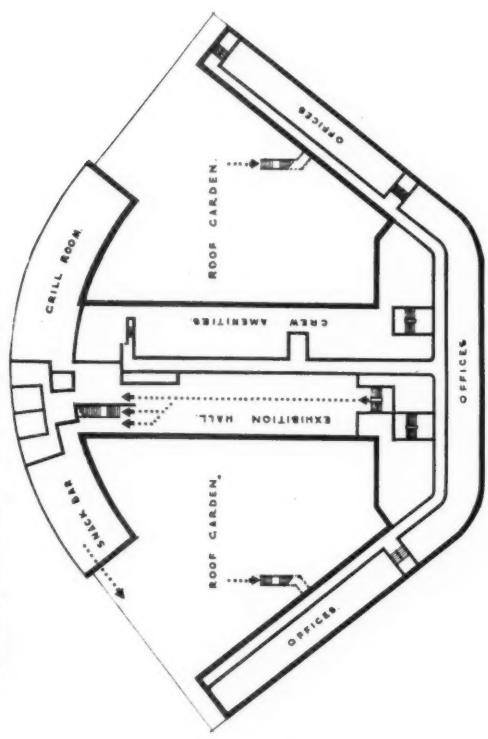 OFFICES
ROOF GARDEN.
GRILL ROOM.
CREW AMENITIES.
EXHIBITION HALL.
OFFICES
SNACK BAR
ROOF GARDEN.
OFFICES.